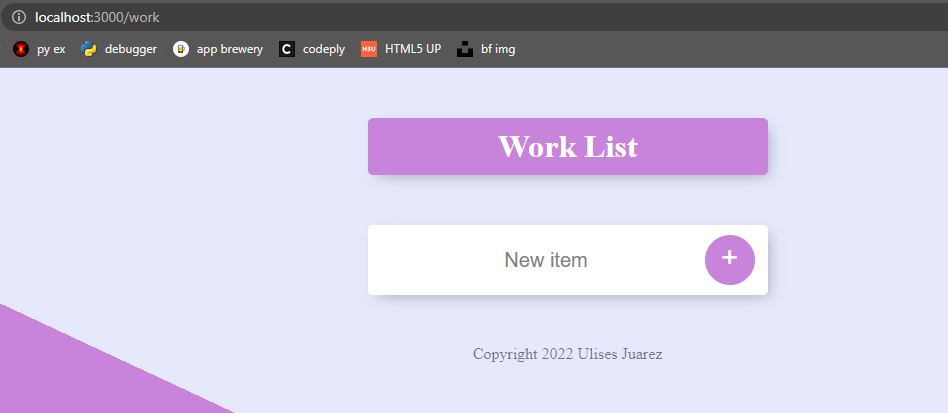 localhost:3000/work
py ex debugger app brewery C codeply H5U HTML5 UP bf img
Work List
New item +
Copyright 2022 Ulises Juarez